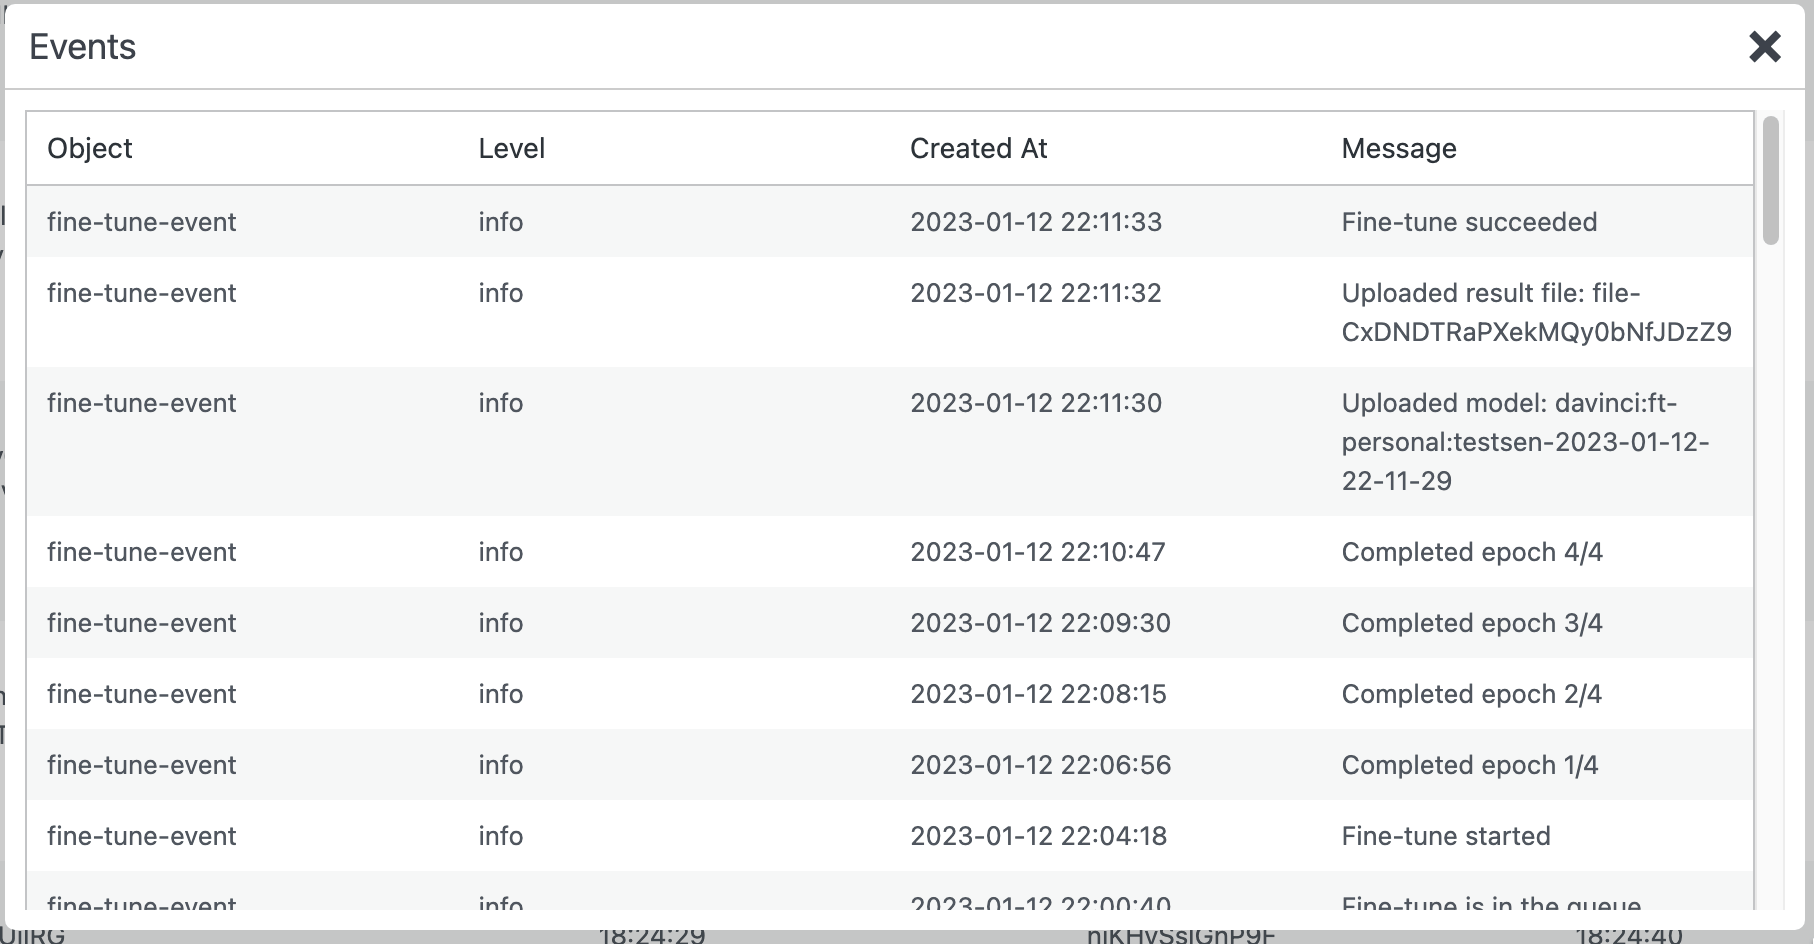 Events
Object Level Created At Message
fine-tune-event info 2023-01-12 22:11:33 Fine-tune succeeded
fine-tune-event info 2023-01-12 22:11:32 Uploaded result file: file-
CxDNDTRaPXekMQy0bNfJDzZ9
fine-tune-event info 2023-01-12 22:11:30 Uploaded model: davinci:ft-
personal:testsen-2023-01-12-
22-11-29
fine-tune-event info 2023-01-12 22:10:47 Completed epoch 4/4
fine-tune-event info 2023-01-12 22:09:30 Completed epoch 3/4
fine-tune-event info 2023-01-12 22:08:15 Completed epoch 2/4
fine-tune-event info 2023-01-12 22:06:56 Completed epoch 1/4
fine-tune-event info 2023-01-12 22:04:18 Fine-tune started
fine-tune-event info 2023-01-12 22:00:40 Fine-tune is in the queue
18:24:29 18:24:40